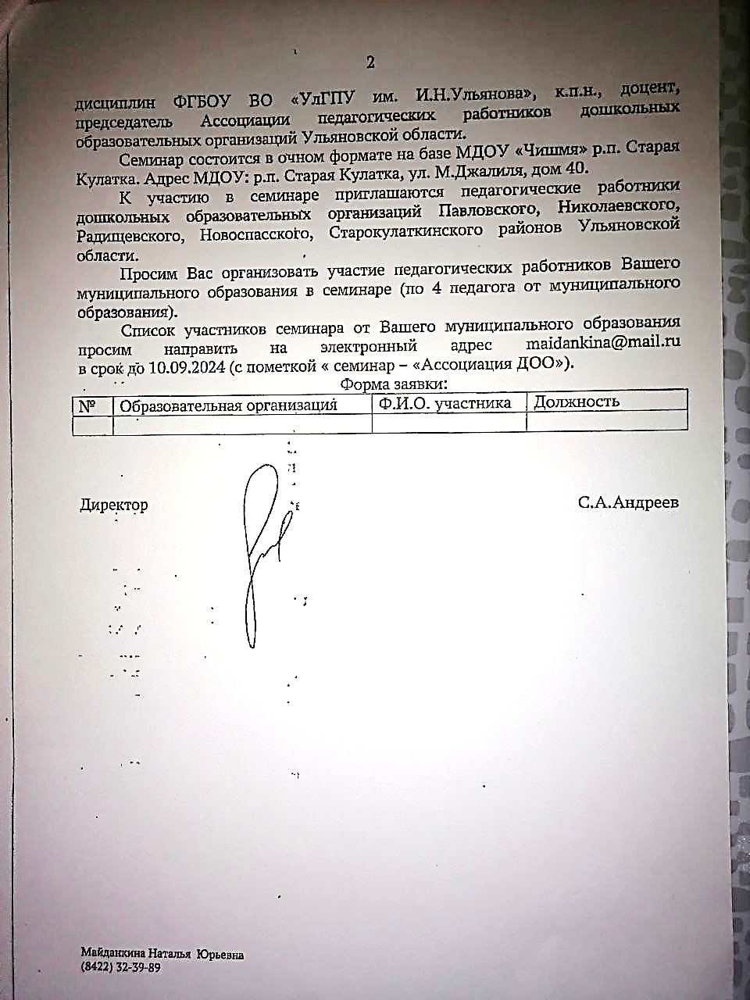 2
дисциплин ФГБОУ ВО «УлГПУ им. И.Н.Ульянова», к.п.н., доцент,
председатель Ассоциации педагогических работников дошкольных
образовательных организаций Ульяновской области.
Семинар состоится в очном формате на базе МДОУ «Чишмя» р.п. Старая
Кулатка. Адрес МДОУ: р.п. Старая Кулатка, ул. М.Джалиля, дом 40.
К участию в семинаре приглашаются педагогические работники
дошкольных образовательных организаций Павловского, Николаевского,
Радищевского, Новоспасского, Старокулаткинского районов Ульяновской
области.
Просим Вас организовать участие педагогических работников Вашего
муниципального образования в семинаре (по 4 педагога от муниципального
образования).
Список участников семинара от Вашего муниципального образования
просим направить на электронный адрес maidankina@mail.ru
в срок до 10.09.2024 (с пометкой « семинар – «Ассоциация ДОО»).
Форма заявки:
№ Образовательная организация Ф.И.О. участника Должность
Директор С.А.Андреев
Майданкина Наталья Юрьевна
(8422) 32-39-89